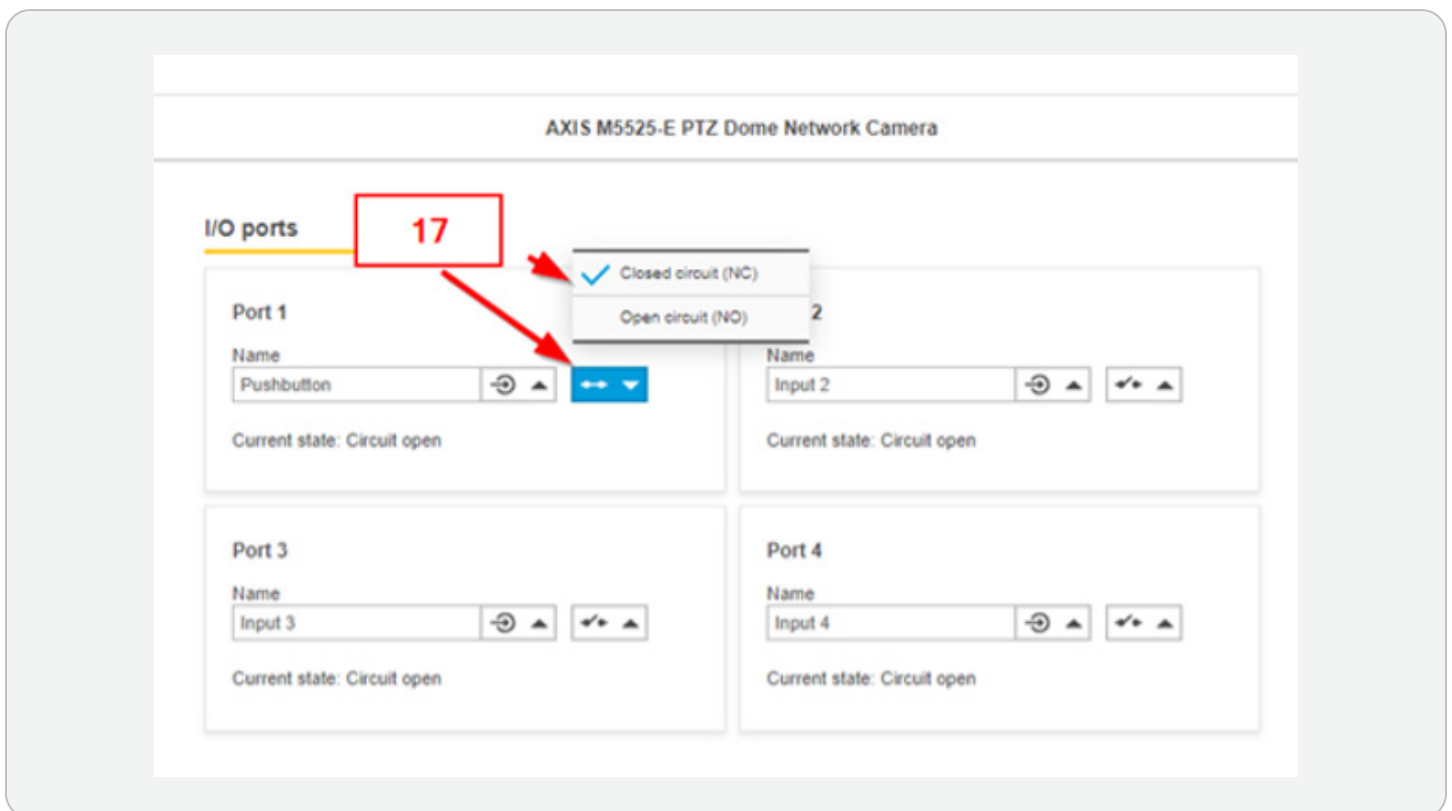 AXIS M5525-E PTZ Dome Network Camera
I/O ports
17
Closed circuit (NC)
Open circuit (NO)
Port 1
Name
Pushbutton
Current state: Circuit open
2
Name
Input 2
Current state: Circuit open
Port 3
Name
Input 3
Current state: Circuit open
Port 4
Name
Input 4
Current state: Circuit open